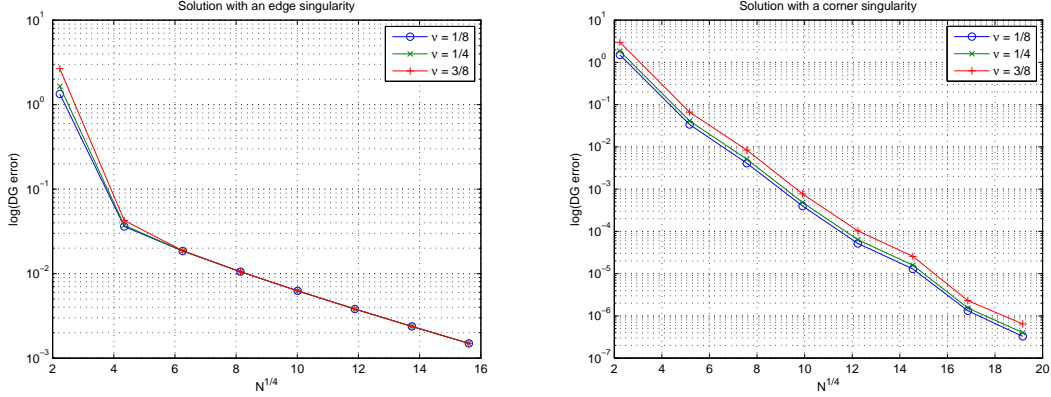 Solution with an edge singularity
10^1
10^0
10^-1
10^-2
10^-3
log(DG error)
2 4 6 8 10 12 14 16
N^1/4
ν = 1/8
ν = 1/4
ν = 3/8
Solution with a corner singularity
10^1
10^0
10^-1
10^-2
10^-3
10^-4
10^-5
10^-6
10^-7
log(DG error)
2 4 6 8 10 12 14 16 18 20
N^1/4
ν = 1/8
ν = 1/4
ν = 3/8